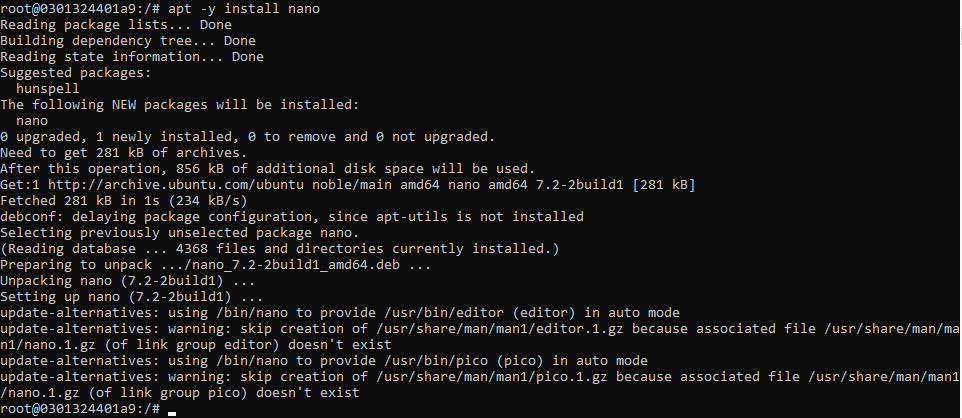 root@0301324401a9:/# apt -y install nano
Reading package lists... Done
Building dependency tree... Done
Reading state information... Done
Suggested packages:
  hunspell
The following NEW packages will be installed:
  nano
0 upgraded, 1 newly installed, 0 to remove and 0 not upgraded.
Need to get 281 kB of archives.
After this operation, 856 kB of additional disk space will be used.
Get:1 http://archive.ubuntu.com/ubuntu noble/main amd64 nano amd64 7.2-2build1 [281 kB]
Fetched 281 kB in 1s (234 kB/s)
debconf: delaying package configuration, since apt-utils is not installed
Selecting previously unselected package nano.
(Reading database ... 4368 files and directories currently installed.)
Preparing to unpack .../nano_7.2-2build1_amd64.deb ...
Unpacking nano (7.2-2build1) ...
Setting up nano (7.2-2build1) ...
update-alternatives: using /bin/nano to provide /usr/bin/editor (editor) in auto mode
update-alternatives: warning: skip creation of /usr/share/man/man1/editor.1.gz because associated file /usr/share/man/ma
n1/nano.1.gz (of link group editor) doesn't exist
update-alternatives: using /bin/nano to provide /usr/bin/pico (pico) in auto mode
update-alternatives: warning: skip creation of /usr/share/man/man1/pico.1.gz because associated file /usr/share/man/man1
/nano.1.gz (of link group pico) doesn't exist
root@0301324401a9:/#